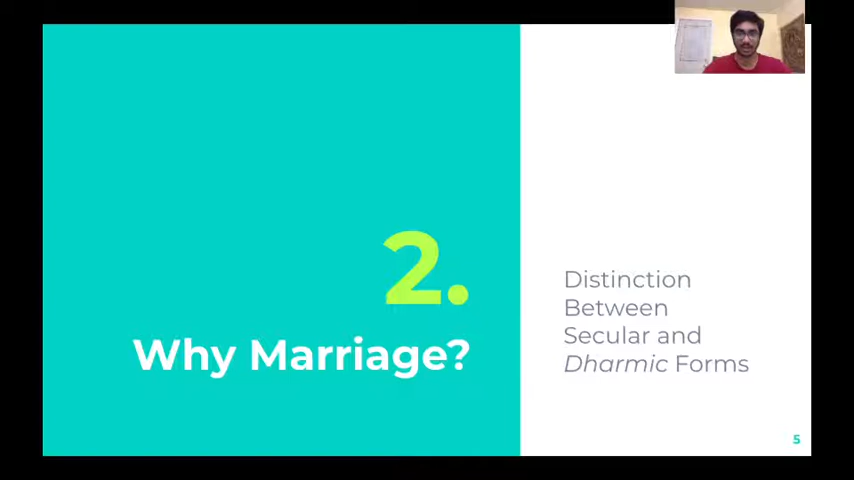 2.
Why Marriage?
Distinction
Between
Secular and
Dharmic Forms
5